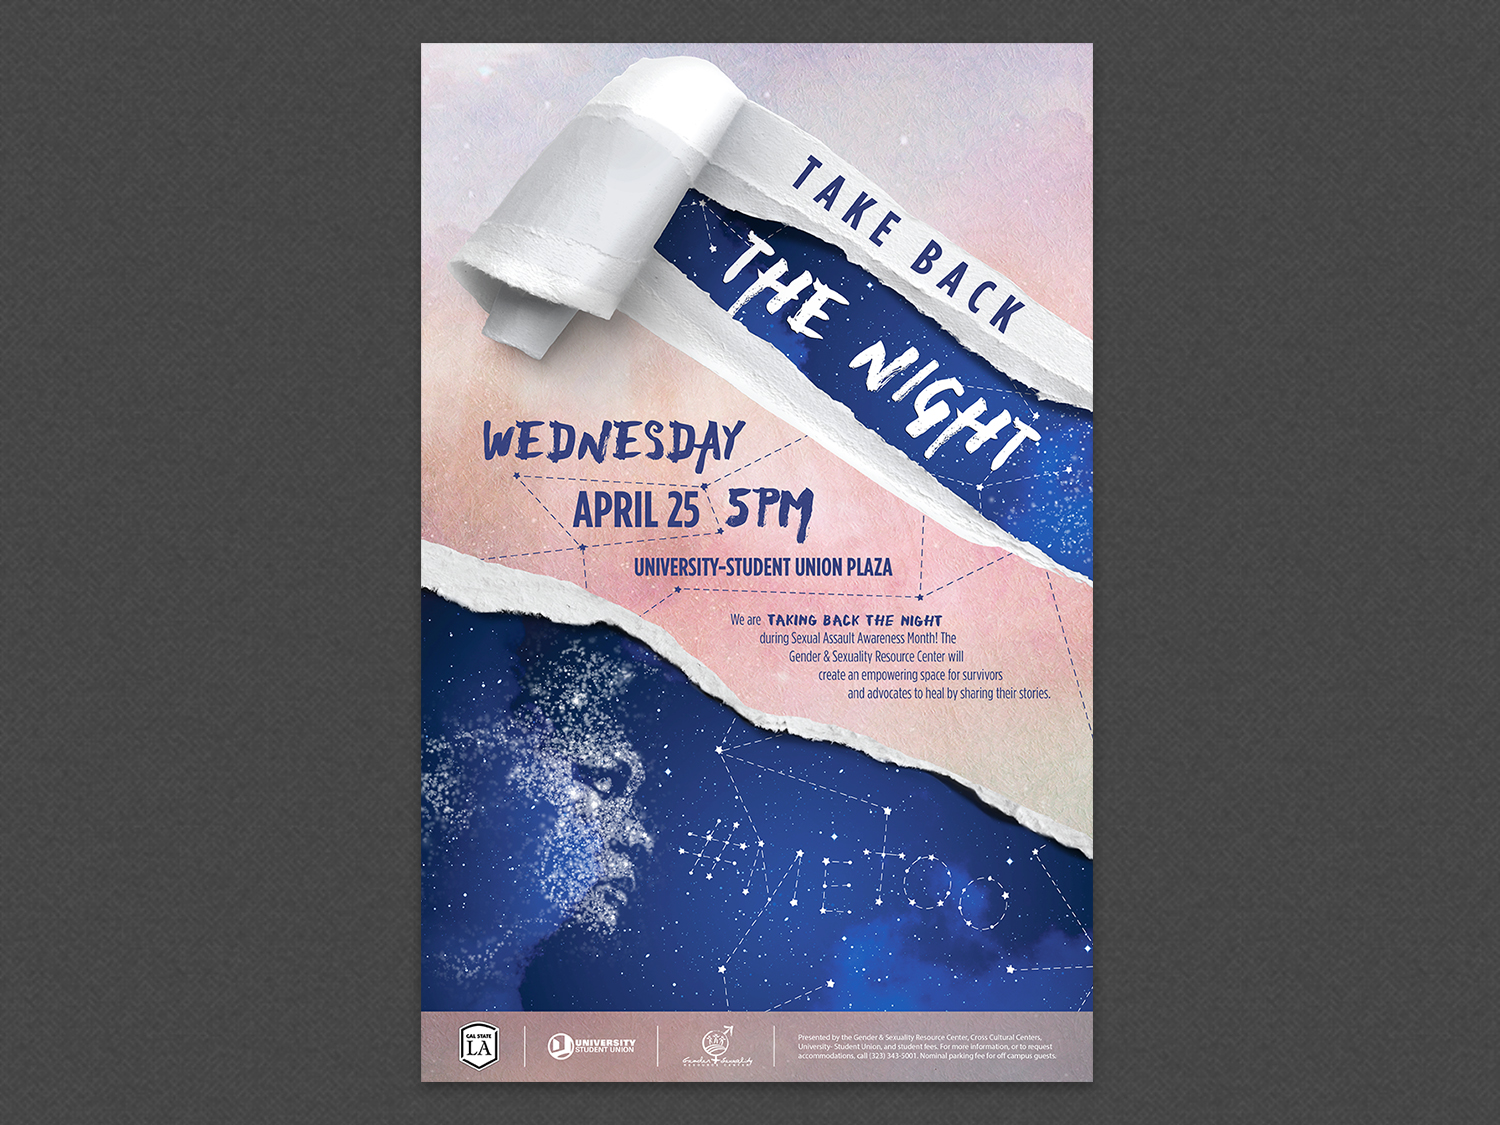 TAKE BACK
THE NIGHT
WEDNESDAY
APRIL 25 5PM
UNIVERSITY-STUDENT UNION PLAZA
We are TAKING BACK THE NIGHT
during Sexual Assault Awareness Month! The
Gender & Sexuality Resource Center will
create an empowering space for survivors
and advocates to heal by sharing their stories.
#METOO
CAL STATE
LA
UNIVERSITY
STUDENT UNION
Gender & Sexuality
RESOURCE CENTER
Presented by the Gender & Sexuality Resource Center, Cross Cultural Centers,
University- Student Union, and student fees. For more information, or to request
accommodations, call (323) 343-5001. Nominal parking fee for off campus guests.